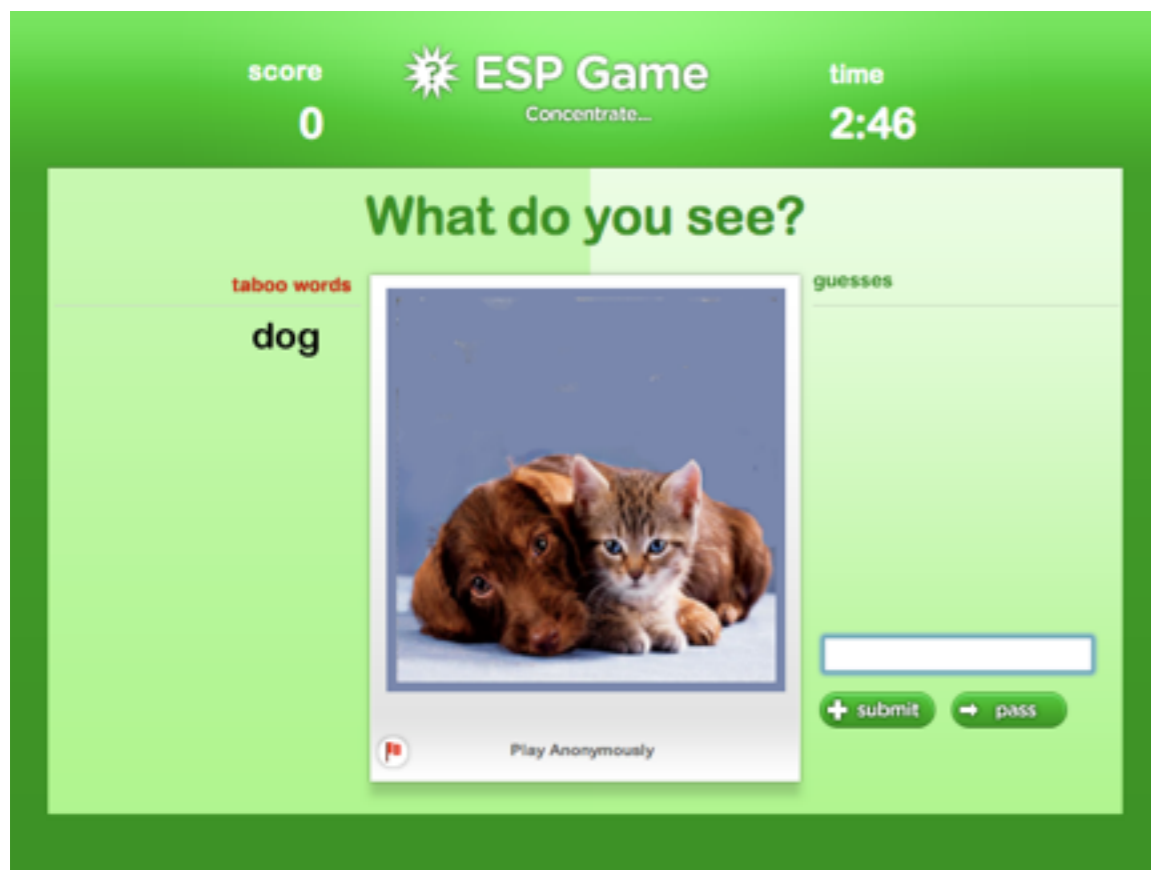 score
0
ESP Game
Concentrate...
time
2:46
What do you see?
taboo words
dog
guesses
submit
pass
Play Anonymously